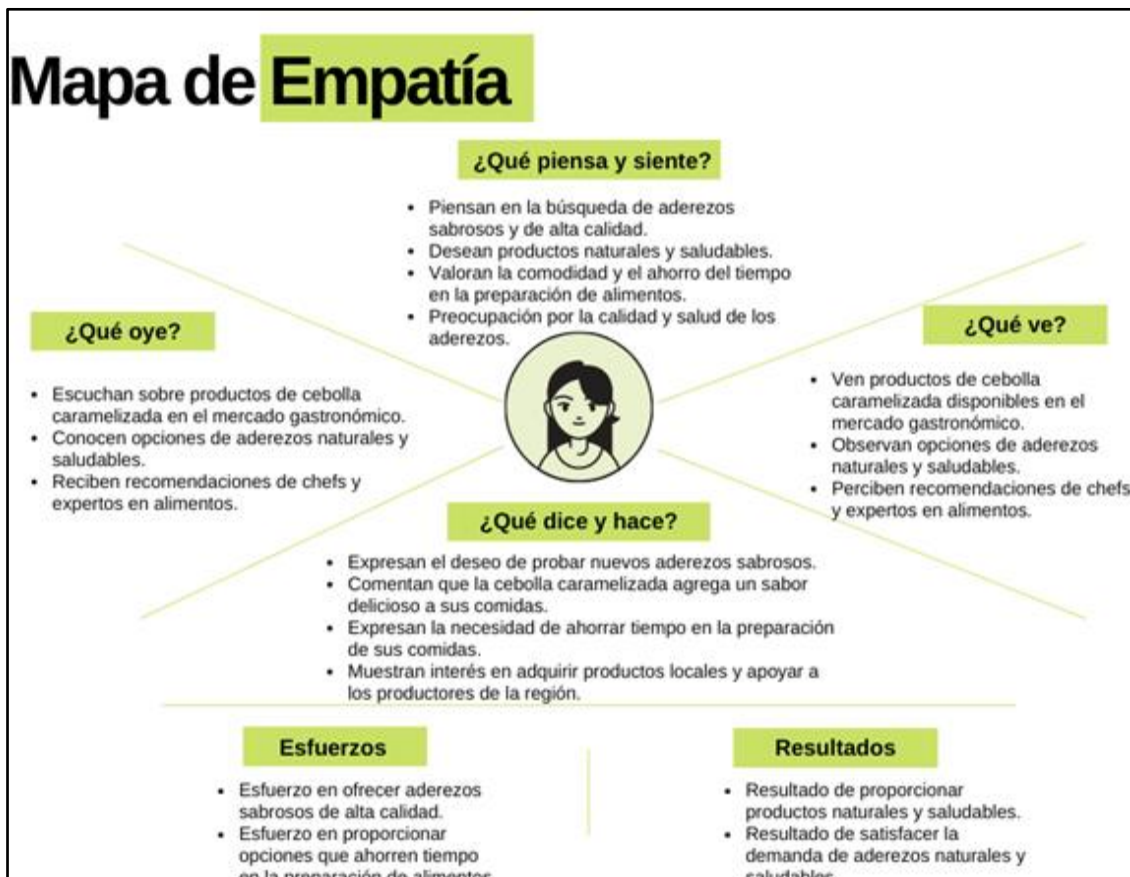 Mapa de Empatía
¿Qué piensa y siente?
• Piensan en la búsqueda de aderezos
sabrosos y de alta calidad.
• Desean productos naturales y saludables.
• Valoran la comodidad y el ahorro del tiempo
en la preparación de alimentos.
• Preocupación por la calidad y salud de los
aderezos.
¿Qué oye?
• Escuchan sobre productos de cebolla
caramelizada en el mercado gastronómico.
• Conocen opciones de aderezos naturales y
saludables.
• Reciben recomendaciones de chefs y
expertos en alimentos.
¿Qué ve?
• Ven productos de cebolla
caramelizada disponibles en el
mercado gastronómico.
• Observan opciones de aderezos
naturales y saludables.
• Perciben recomendaciones de chefs
y expertos en alimentos.
¿Qué dice y hace?
• Expresan el deseo de probar nuevos aderezos sabrosos.
• Comentan que la cebolla caramelizada agrega un sabor
delicioso a sus comidas.
• Expresan la necesidad de ahorrar tiempo en la preparación
de sus comidas.
• Muestran interés en adquirir productos locales y apoyar a
los productores de la región.
Esfuerzos
• Esfuerzo en ofrecer aderezos
sabrosos de alta calidad.
• Esfuerzo en proporcionar
opciones que ahorren tiempo
en la preparación de alimentos
Resultados
• Resultado de proporcionar
productos naturales y saludables.
• Resultado de satisfacer la
demanda de aderezos naturales y
saludables